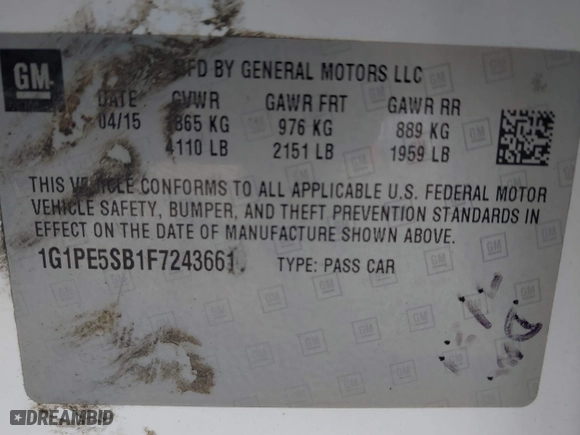 GM
MFD BY GENERAL MOTORS LLC
DATE GVWR GAWR FRT GAWR RR
04/15 1865 KG 976 KG 889 KG
4110 LB 2151 LB 1959 LB
THIS VEHICLE CONFORMS TO ALL APPLICABLE U.S. FEDERAL MOTOR
VEHICLE SAFETY, BUMPER, AND THEFT PREVENTION STANDARDS IN
EFFECT ON THE DATE OF MANUFACTURE SHOWN ABOVE.
1G1PE5SB1F7243661 TYPE: PASS CAR
DREAMBID